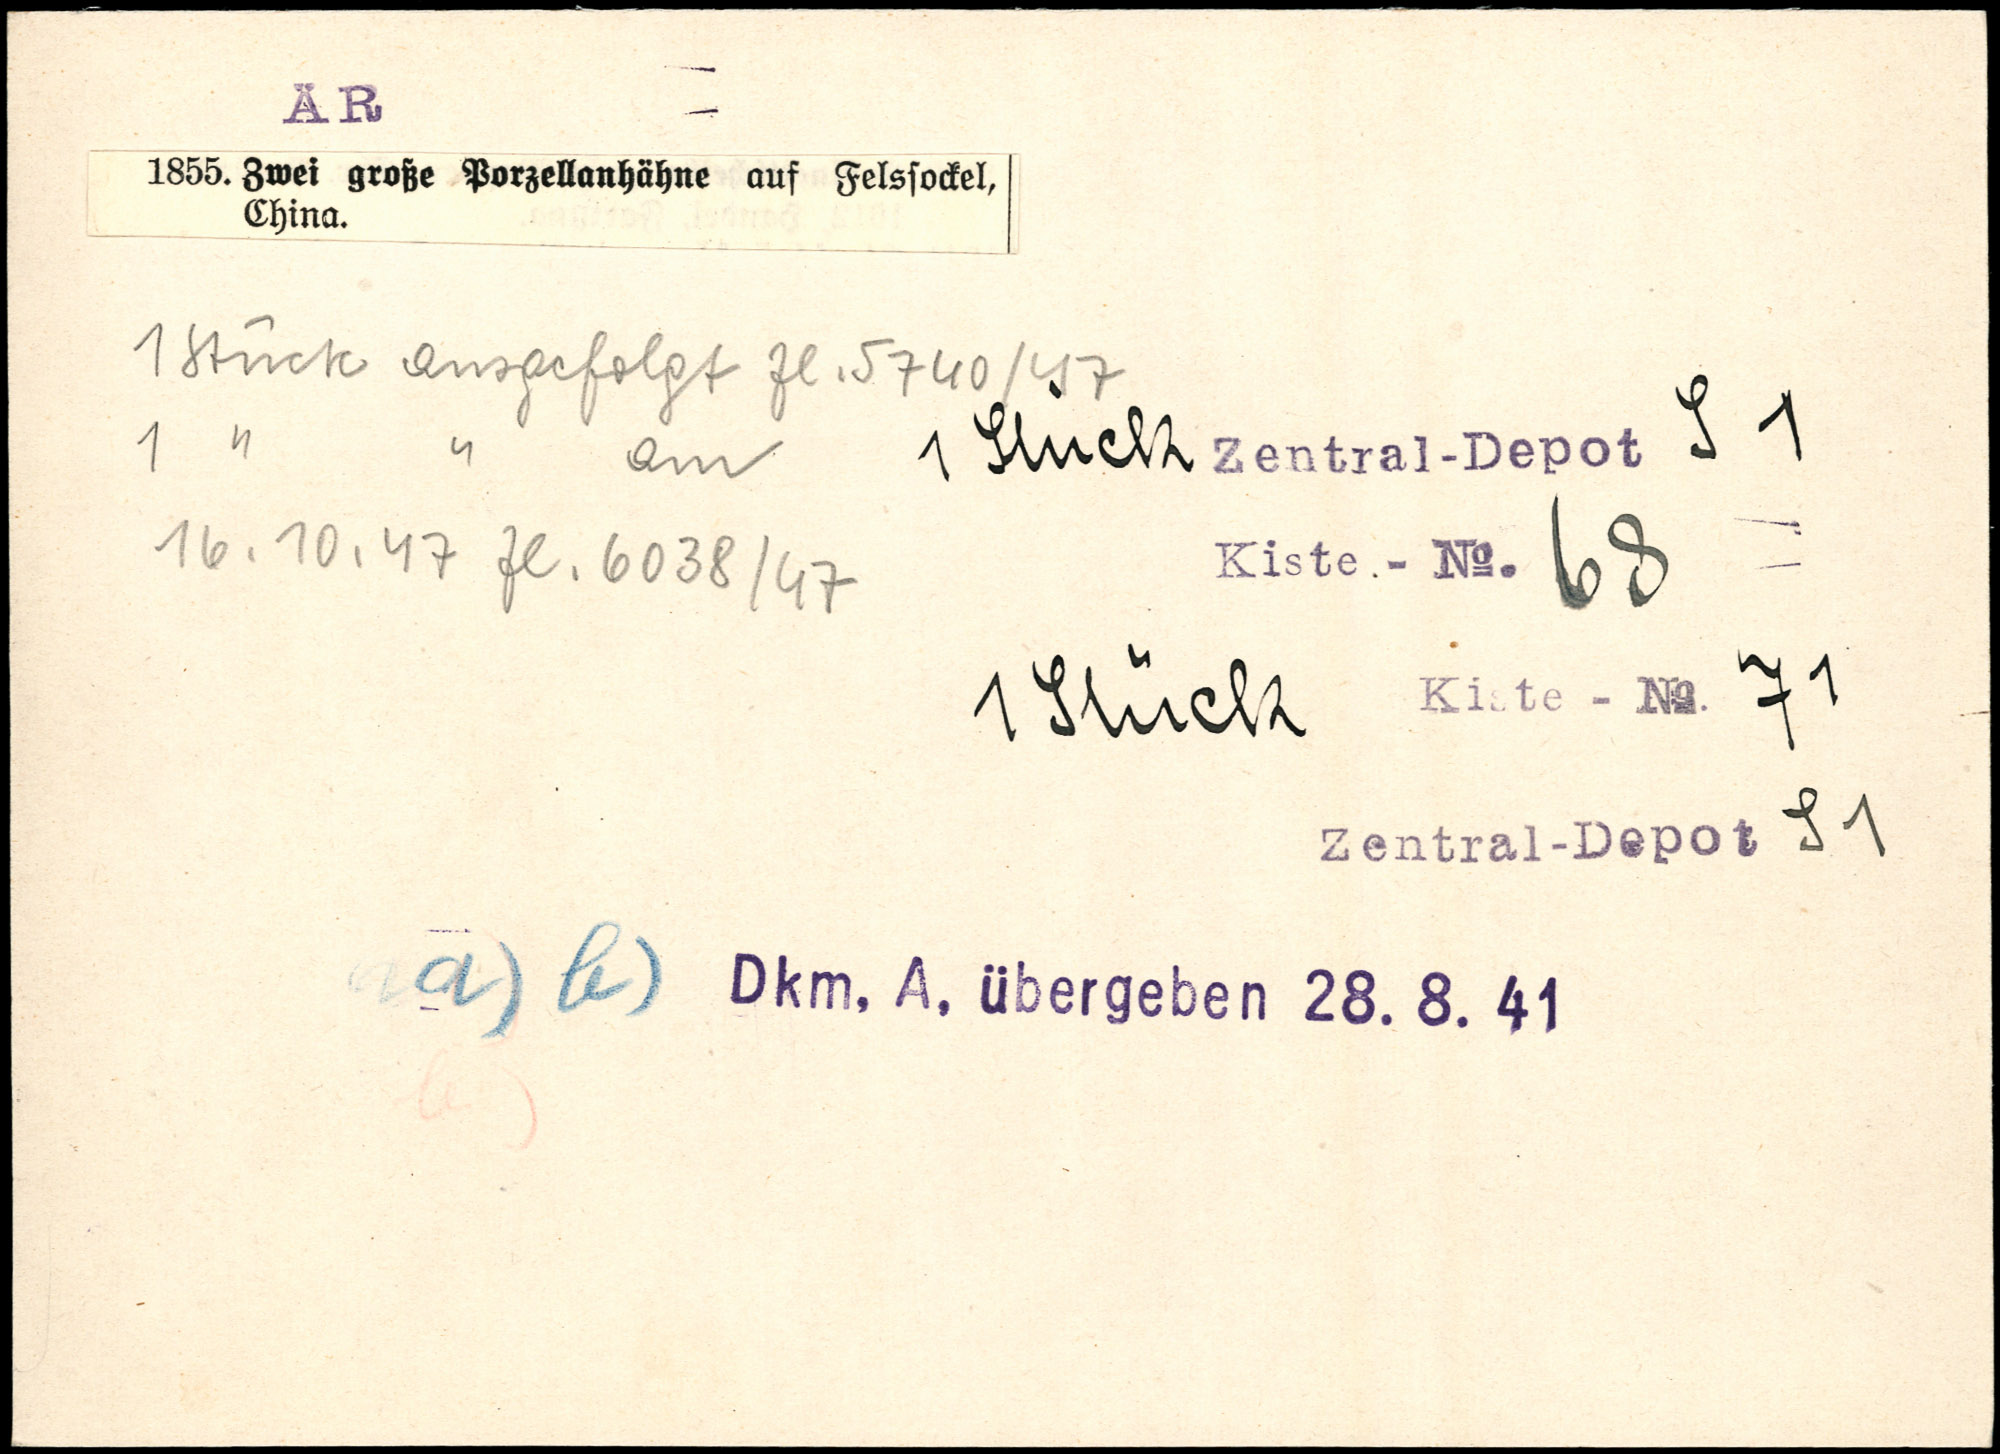 AR
1855. Zwei große Porzellanhähne auf Felssockel,
China.
1 Stück ausgefolgt Zl. 5740/47
1 " " am
16.10.47 Zl. 6038/47
1 Stück Zentral-Depot S 1
Kiste - No. 68
1 Stück Kiste - No. 71
Zentral-Depot S 1
a) b) Dkm. A. übergeben 28. 8. 41
b)